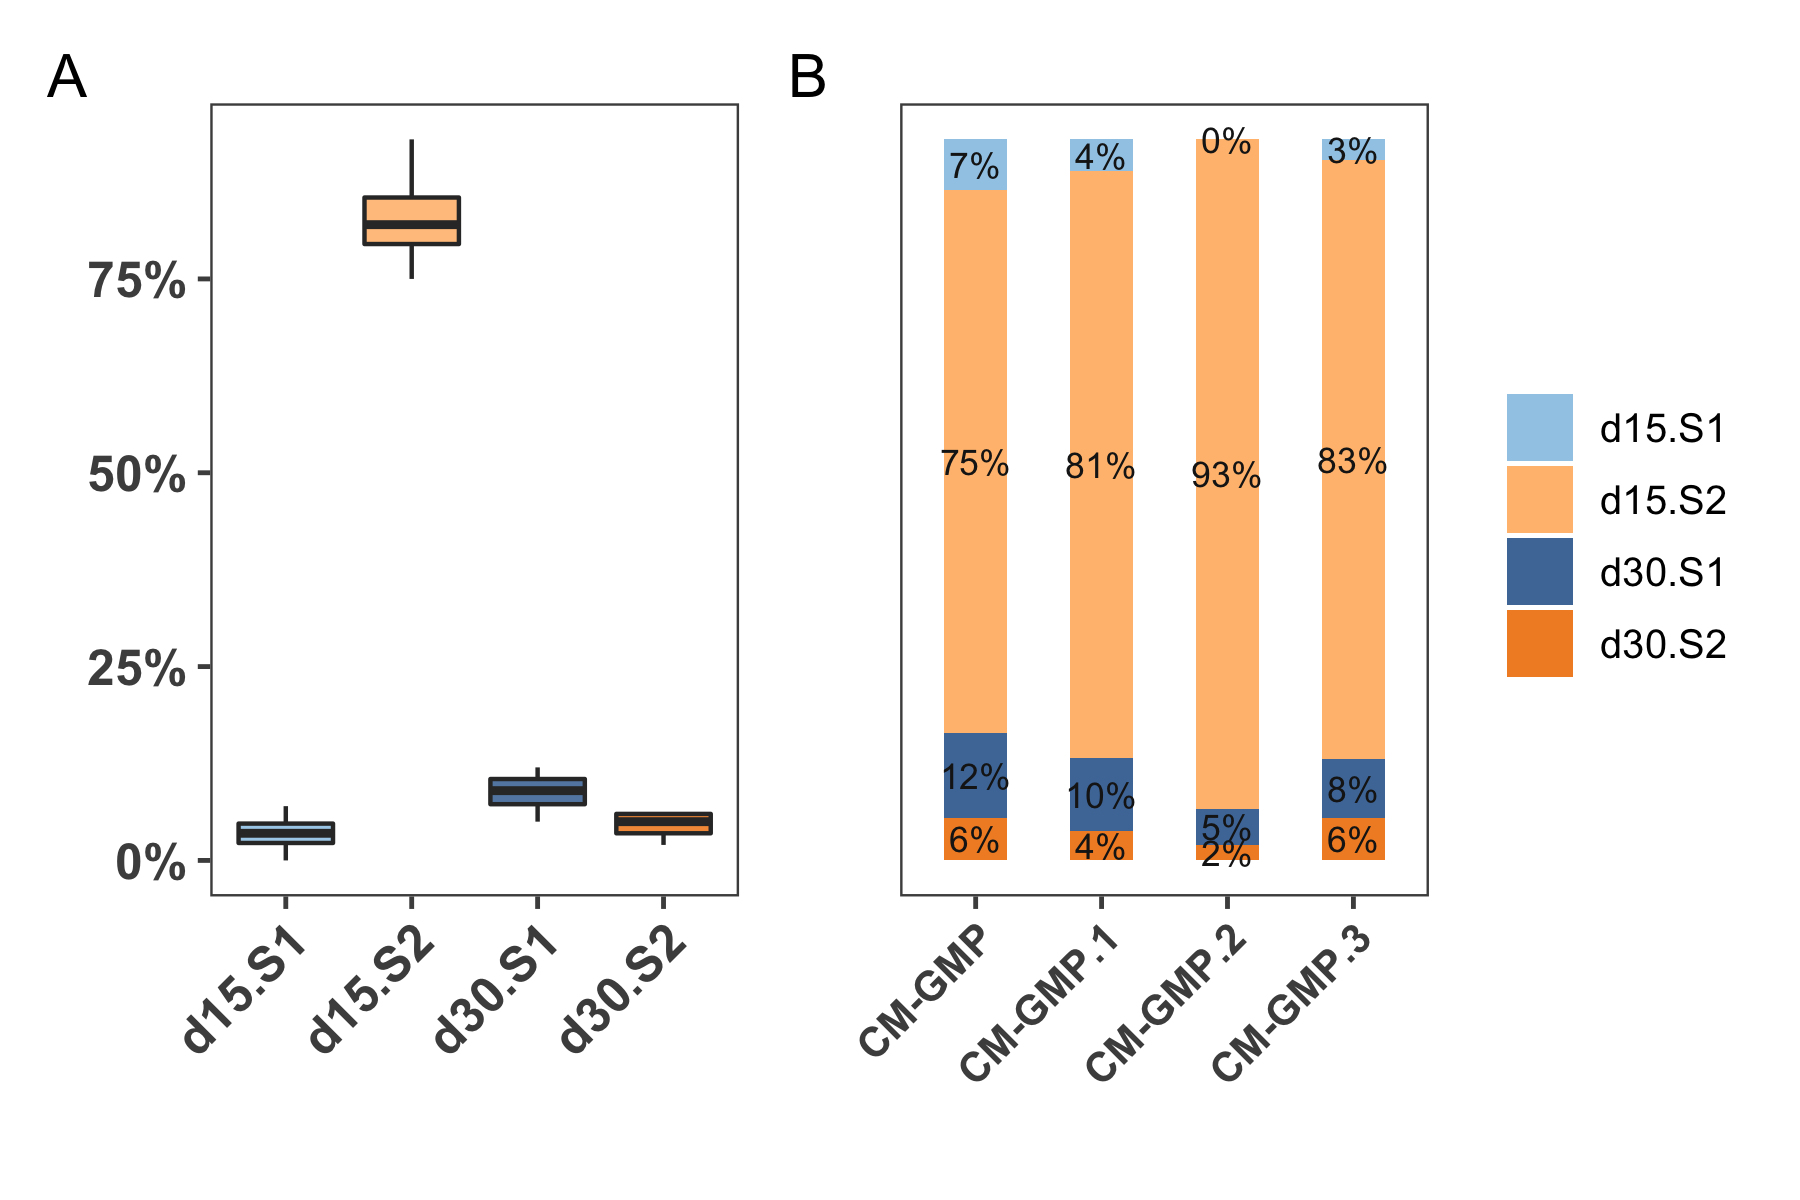 A
B
75%
50%
25%
0%
d15.S1
d15.S2
d30.S1
d30.S2
7%
4%
0%
3%
75%
81%
93%
83%
12%
10%
5%
8%
6%
4%
2%
6%
CM-GMP
CM-GMP.1
CM-GMP.2
CM-GMP.3
d15.S1
d15.S2
d30.S1
d30.S2